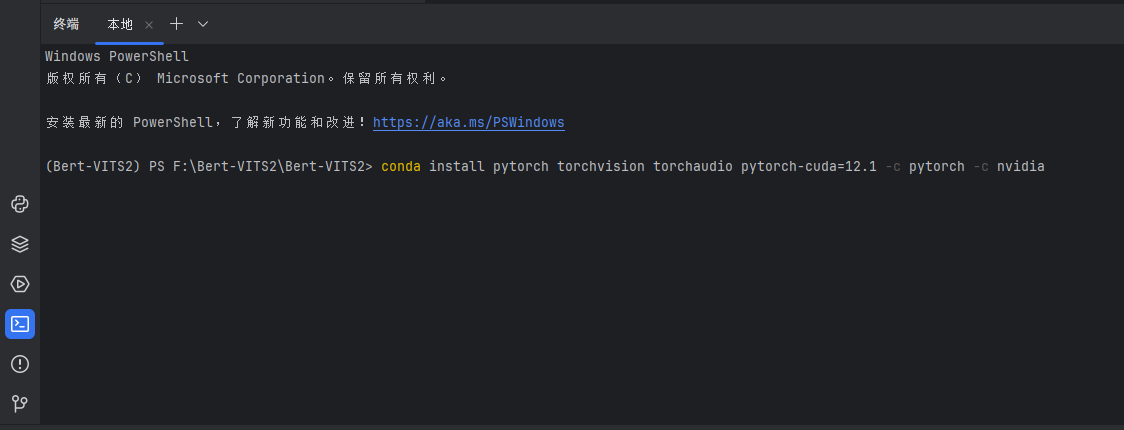 终端 本地
Windows PowerShell
版权所有（C） Microsoft Corporation。保留所有权利。
安装最新的 PowerShell，了解新功能和改进！https://aka.ms/PSWindows
(Bert-VITS2) PS F:\Bert-VITS2\Bert-VITS2> conda install pytorch torchvision torchaudio pytorch-cuda=12.1 -c pytorch -c nvidia